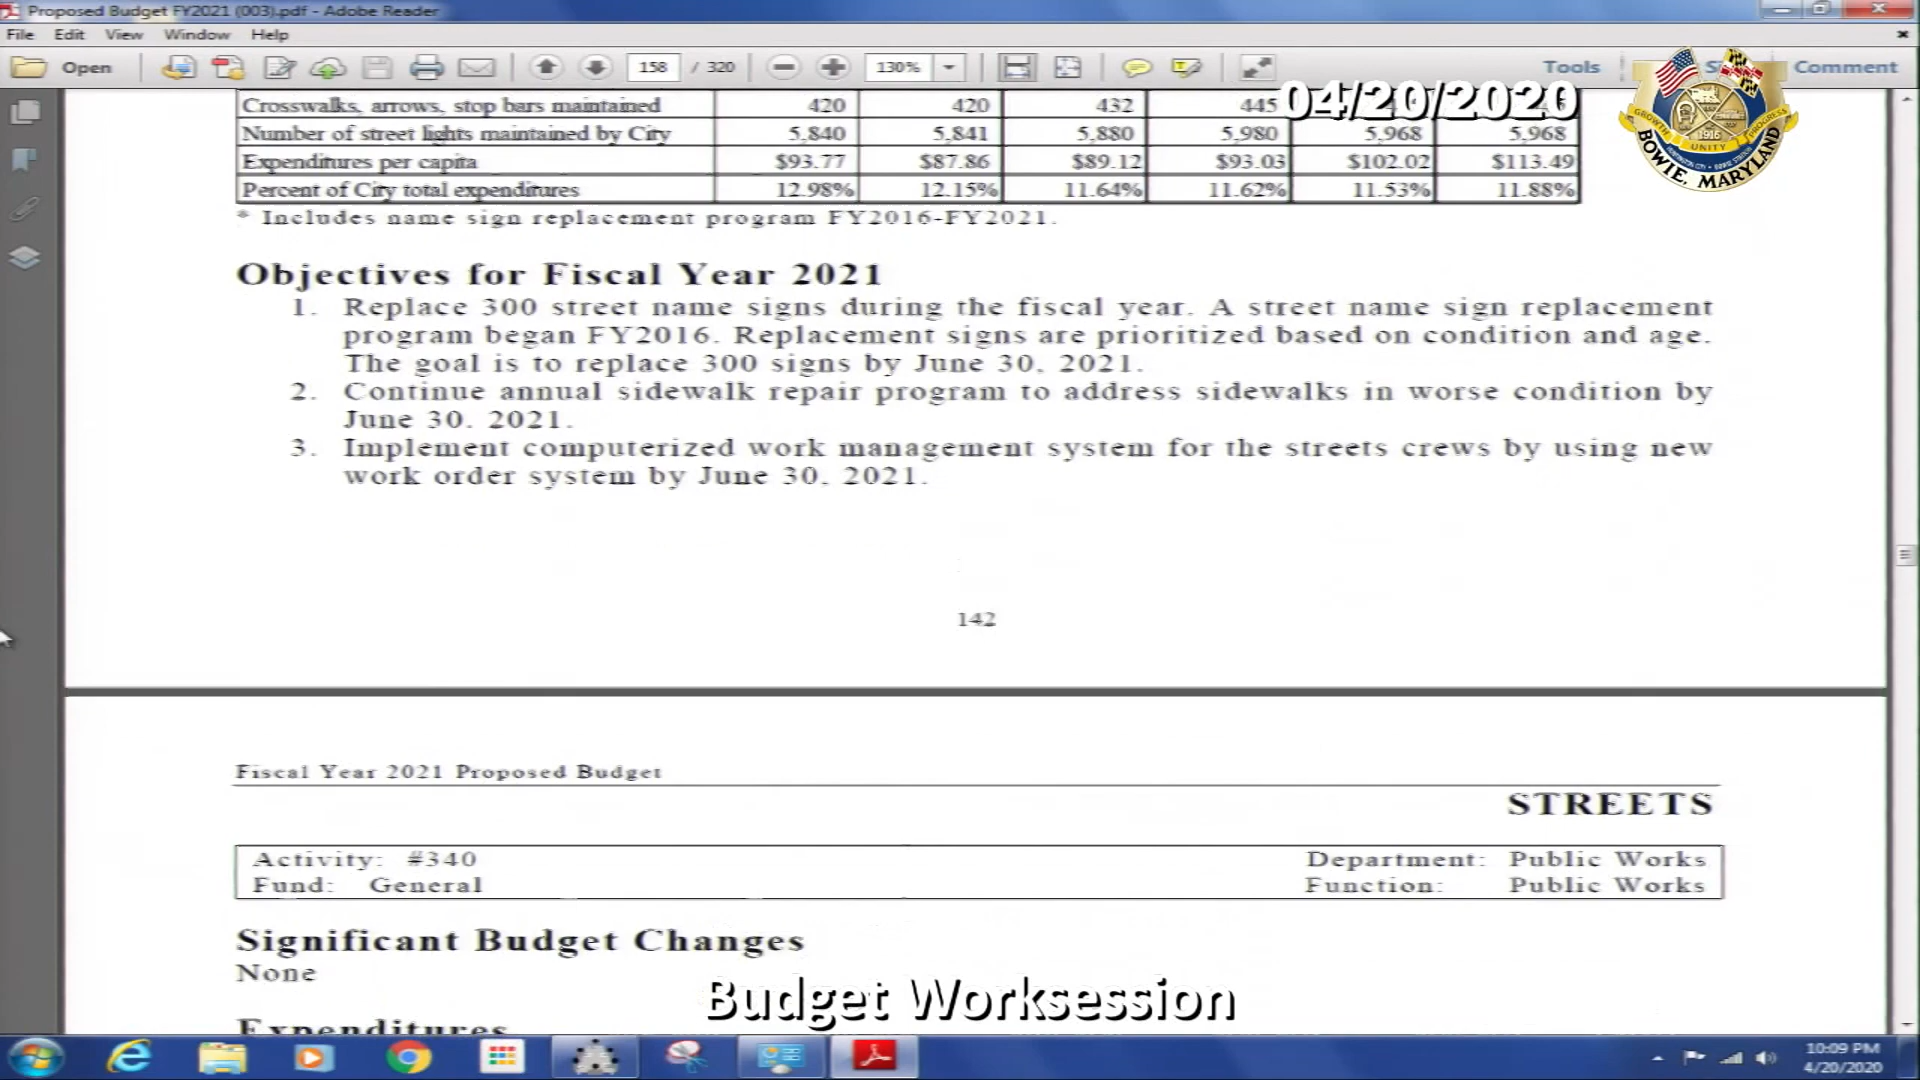 Proposed Budget FY2021 (003).pdf - Adobe Reader
File Edit View Window Help
Open 158 / 320 130% Tools Comment
04/20/2020
Crosswalks, arrows, stop bars maintained 420 420 432 445
Number of street lights maintained by City 5,840 5,841 5,880 5,980 5,968 5,968
Expenditures per capita $93.77 $87.86 $89.12 $93.03 $102.02 $113.49
Percent of City total expenditures 12.98% 12.15% 11.64% 11.62% 11.53% 11.88%
GROWTH PROGRESS
1916
UNITY
BOWIE, MARYLAND
* Includes name sign replacement program FY2016-FY2021.
Objectives for Fiscal Year 2021
1. Replace 300 street name signs during the fiscal year. A street name sign replacement
program began FY2016. Replacement signs are prioritized based on condition and age.
The goal is to replace 300 signs by June 30, 2021.
2. Continue annual sidewalk repair program to address sidewalks in worse condition by
June 30, 2021.
3. Implement computerized work management system for the streets crews by using new
work order system by June 30, 2021.
142
Fiscal Year 2021 Proposed Budget
STREETS
Activity: #340 Department: Public Works
Fund: General Function: Public Works
Significant Budget Changes
None
Budget Worksession
Expenditures
10:09 PM
4/20/2020